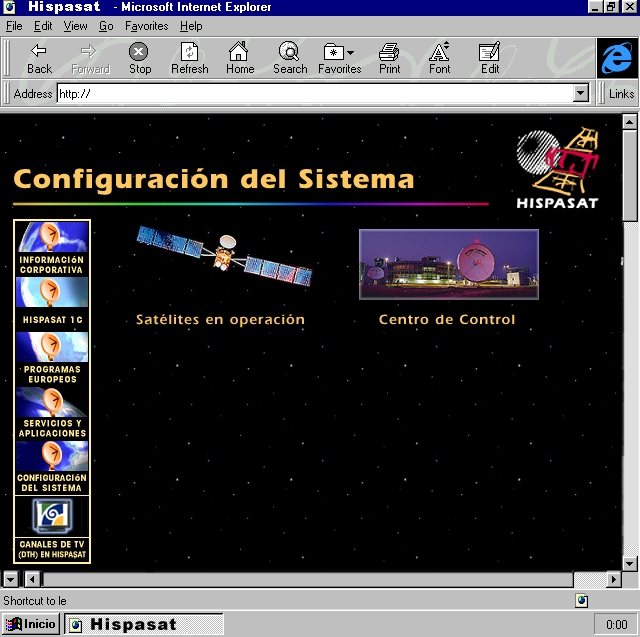 Hispasat - Microsoft Internet Explorer
File Edit View Go Favorites Help
Back Forward Stop Refresh Home Search Favorites Print Font Edit
Address http:// Links
Configuración del Sistema
HISPASAT
INFORMACIóN
CORPORATIVA
HISPASAT 1C
PROGRAMAS
EUROPEOS
SERVICIOS Y
APLICACIONES
CONFIGURACIóN
DEL SISTEMA
CANALES DE TV
(DTH) EN HISPASAT
Satélites en operación
Centro de Control
Shortcut to le
Inicio Hispasat 0:00